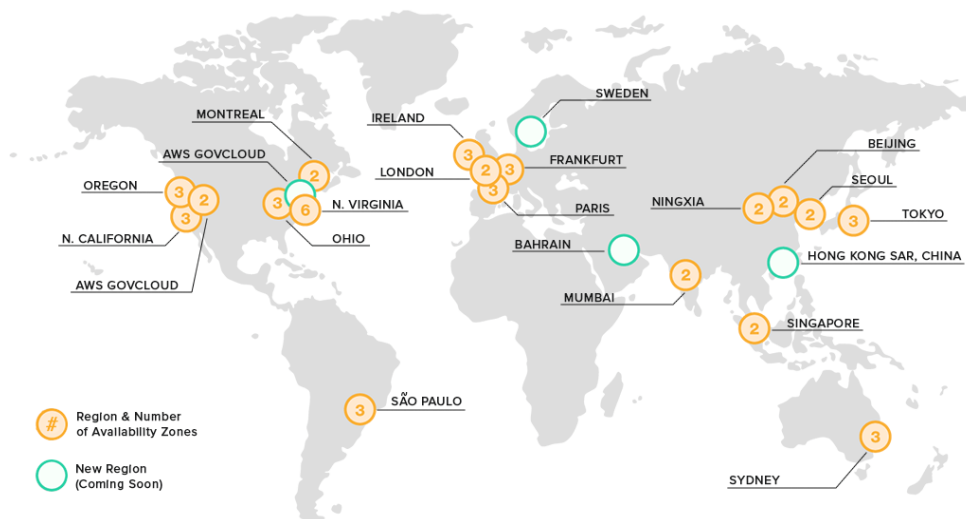 SWEDEN
MONTREAL
IRELAND
BEIJING
AWS GOVCLOUD
3
FRANKFURT
2
3
LONDON
SEOUL
2
OREGON
3
2
3
N. VIRGINIA
3
6
PARIS
NINGXIA
2
2
2
3
TOKYO
N. CALIFORNIA
3
OHIO
BAHRAIN
HONG KONG SAR, CHINA
AWS GOVCLOUD
2
MUMBAI
2
SINGAPORE
3
SÃO PAULO
# Region & Number
of Availability Zones
3
New Region
(Coming Soon)
SYDNEY